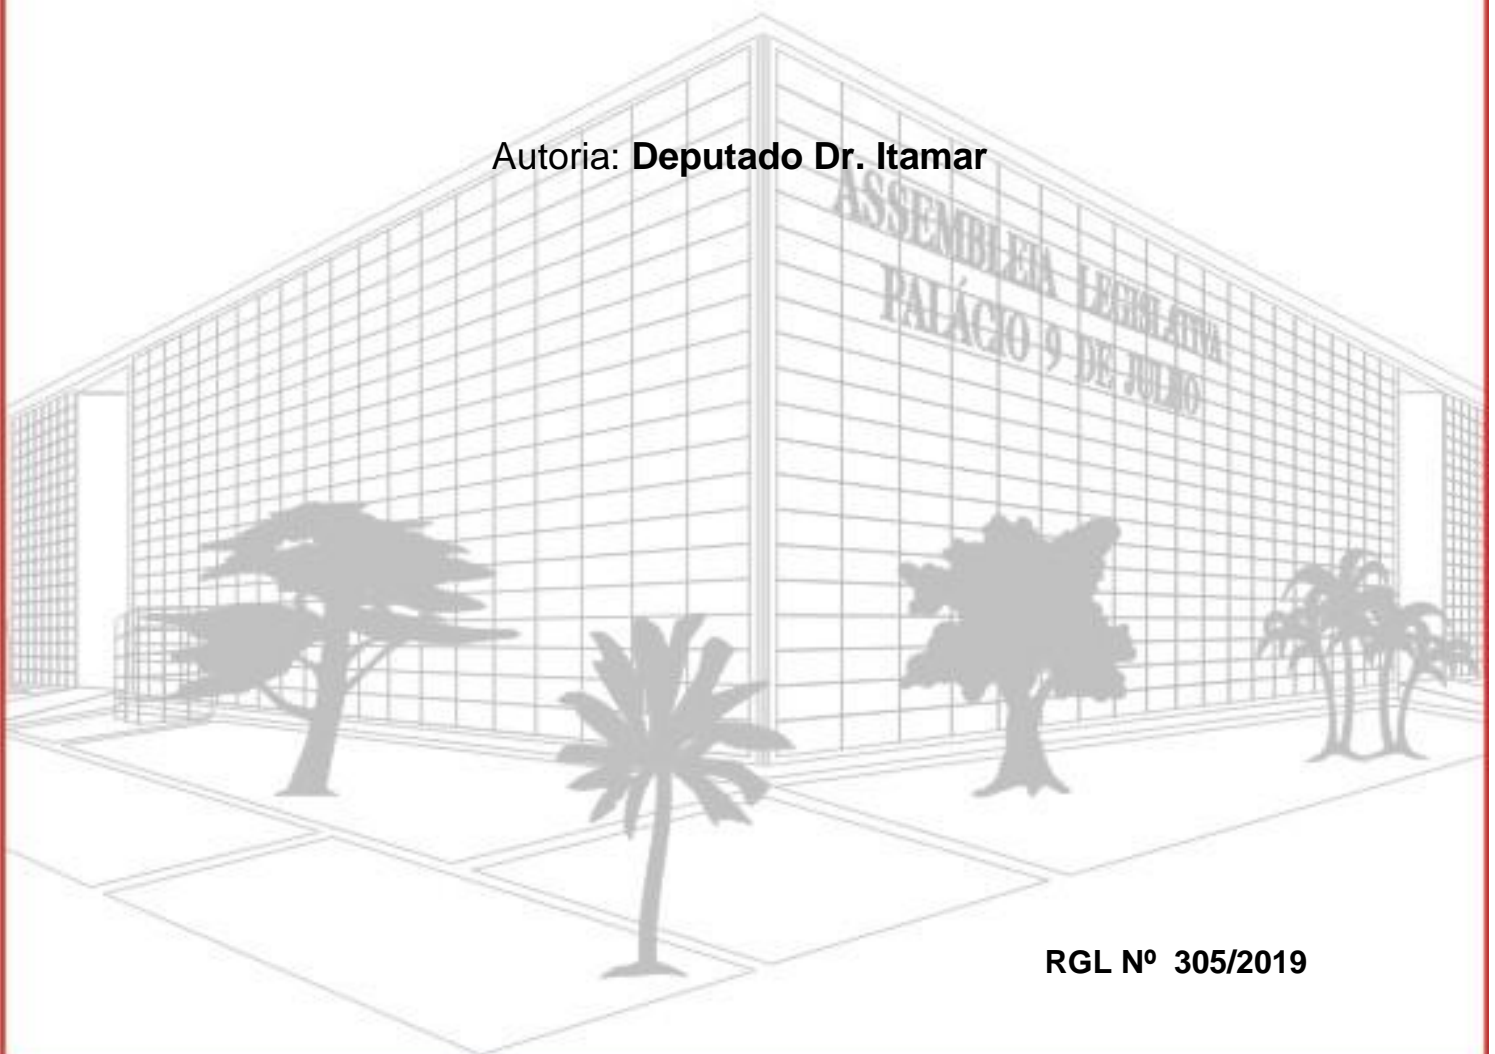 Autoria: Deputado Dr. Itamar
ASSEMBLEIA LEGISLATIVA
PALÁCIO 9 DE JULHO
RGL Nº 305/2019